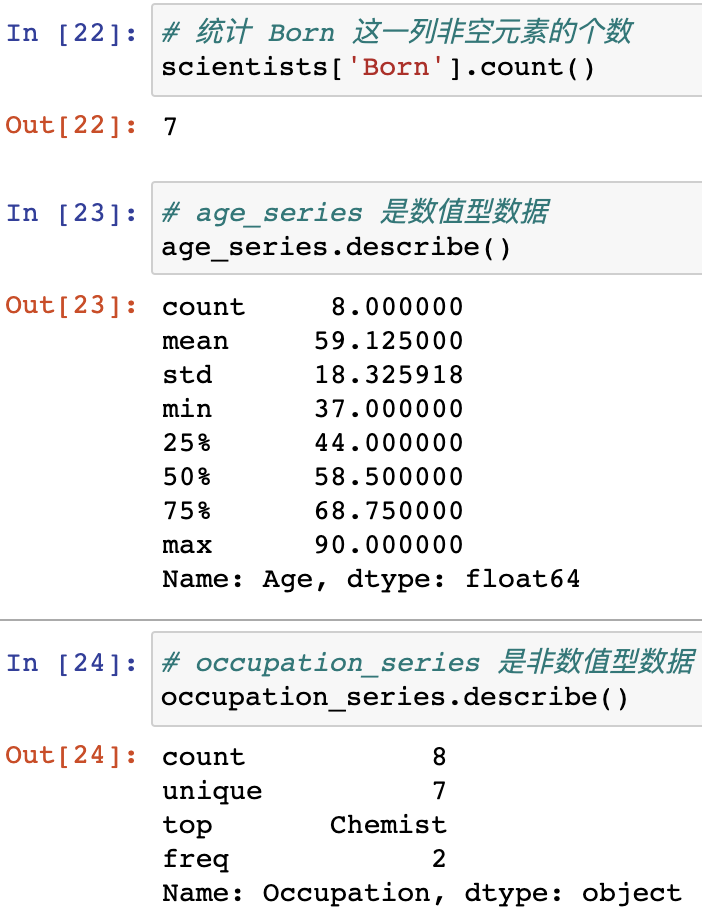 In [22]: # 统计 Born 这一列非空元素的个数
scientists['Born'].count()
Out[22]: 7
In [23]: # age_series 是数值型数据
age_series.describe()
Out[23]: count 8.000000
mean 59.125000
std 18.325918
min 37.000000
25% 44.000000
50% 58.500000
75% 68.750000
max 90.000000
Name: Age, dtype: float64
In [24]: # occupation_series 是非数值型数据
occupation_series.describe()
Out[24]: count 8
unique 7
top Chemist
freq 2
Name: Occupation, dtype: object